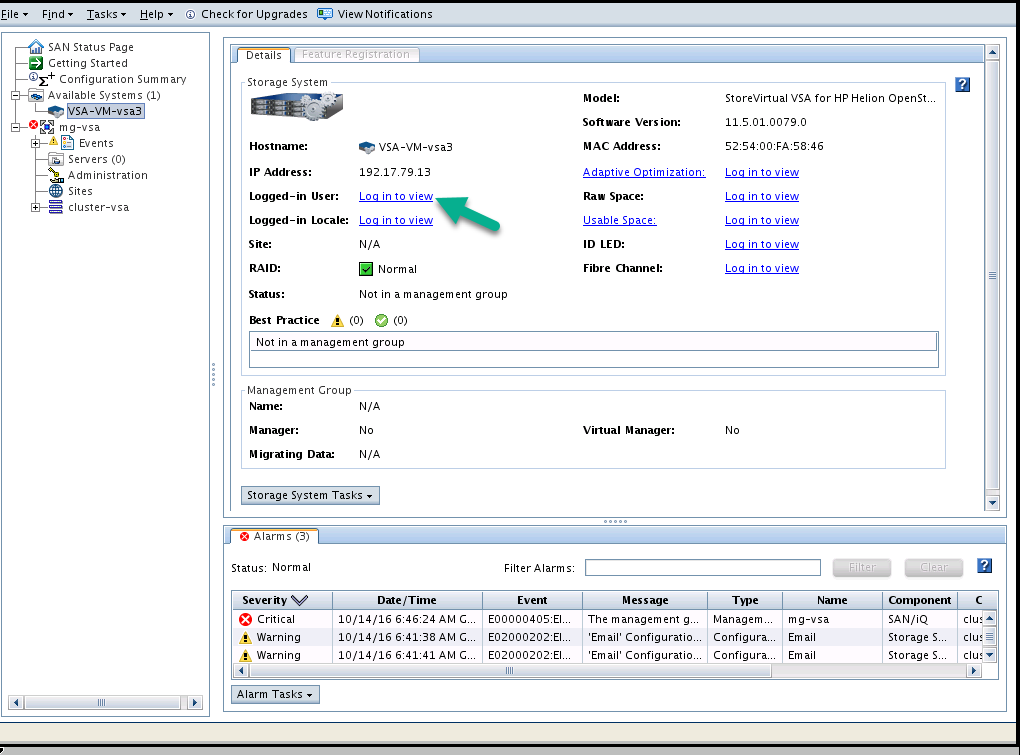 File Find Tasks Help Check for Upgrades View Notifications
SAN Status Page
Getting Started
Configuration Summary
Available Systems (1)
VSA-VM-vsa3
mg-vsa
Events
Servers (0)
Administration
Sites
cluster-vsa
Details Feature Registration
Storage System
Model: StoreVirtual VSA for HP Helion OpenSt...
Software Version: 11.5.01.0079.0
Hostname: VSA-VM-vsa3 MAC Address: 52:54:00:FA:58:46
IP Address: 192.17.79.13 Adaptive Optimization: Log in to view
Logged-in User: Log in to view Raw Space: Log in to view
Logged-in Locale: Log in to view Usable Space: Log in to view
Site: N/A ID LED: Log in to view
RAID: Normal Fibre Channel: Log in to view
Status: Not in a management group
Best Practice (0) (0)
Not in a management group
Management Group
Name: N/A
Manager: No Virtual Manager: No
Migrating Data: N/A
Storage System Tasks
Alarms (3)
Status: Normal Filter Alarms: Filter Clear
Severity Date/Time Event Message Type Name Component C
Critical 10/14/16 6:46:24 AM G... E00000405:EI... The management g... Managem... mg-vsa SAN/iQ clus
Warning 10/14/16 6:41:38 AM G... E02000202:EI... 'Email' Configuratio... Configura... Email Storage S... clus
Warning 10/14/16 6:41:41 AM G... E02000202:EI... 'Email' Configuratio... Configura... Email Storage S... clus
Alarm Tasks